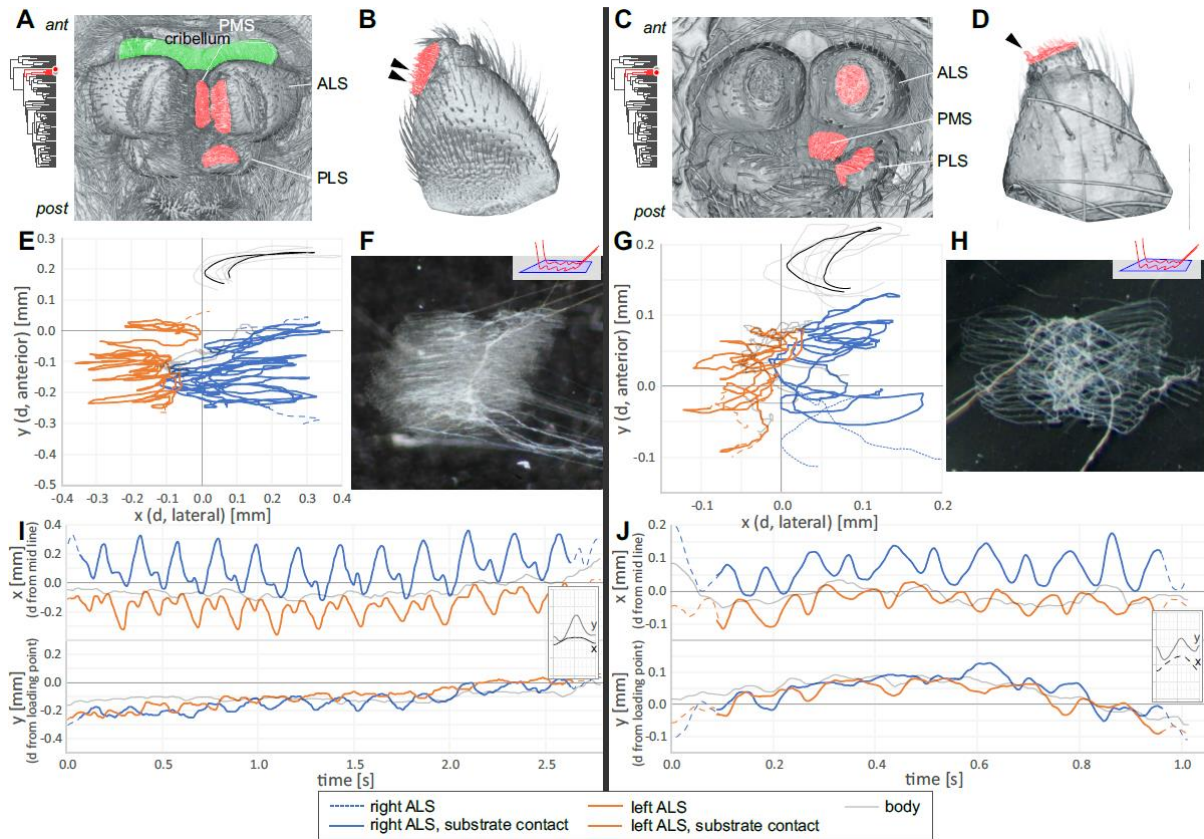 A
ant
PMS
cribellum
ALS
PLS
post
B
C
ant
ALS
PMS
PLS
post
D
E
0.3
0.2
0.1
0.0
-0.1
-0.2
-0.3
-0.4
-0.5
y (d, anterior) [mm]
-0.4 -0.3 -0.2 -0.1 0.0 0.1 0.2 0.3 0.4
x (d, lateral) [mm]
F
G
0.2
0.1
0.0
-0.1
y (d, anterior) [mm]
-0.1 0.0 0.1 0.2
x (d, lateral) [mm]
H
I
0.4
0.2
0.0
-0.2
x [mm]
(d from mid line)
0.2
0.0
-0.2
0.4
y [mm]
(d from loading point)
y
x
0.0 0.5 1.0 1.5 2.0 2.5
time [s]
J
0.2
0.1
0.0
-0.1
x [mm]
(d from mid line)
0.1
0.0
-0.1
y [mm]
(d from loading point)
y
x
0.0 0.2 0.4 0.6 0.8 1.0
time [s]
right ALS left ALS body
right ALS, substrate contact left ALS, substrate contact